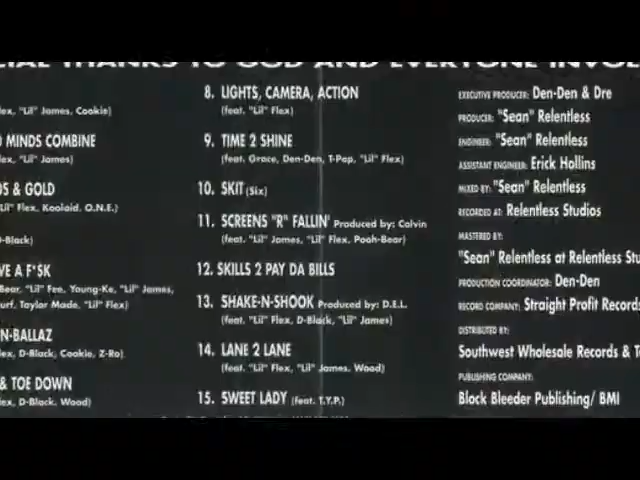 CIAL THANKS TO GOD AND EVERYONE INVOL
ex, "Lil" James, Cookie)
MINDS COMBINE
ex, "Lil" James)
S & GOLD
Lil" Flex, Kooloid, O.N.E.)
D-Black)
VE A F*$K
Bear, "Lil" Fee, Young-Ke, "Lil" James,
urf, Taylor Made, "Lil" Flex)
N-BALLAZ
ex, D-Black, Cookie, Z-Ro)
& TOE DOWN
ex, D-Black, Wood)
8. LIGHTS, CAMERA, ACTION
(feat. "Lil" Flex)
9. TIME 2 SHINE
(feat. Grace, Den-Den, T-Pap, "Lil" Flex)
10. SKIT (Six)
11. SCREENS "R" FALLIN' Produced by: Calvin
(feat. "Lil" James, "Lil" Flex, Pooh-Bear)
12. SKILLS 2 PAY DA BILLS
13. SHAKE-N-SHOOK Produced by: D.E.L.
(feat. "Lil" Flex, D-Black, "Lil" James)
14. LANE 2 LANE
(feat. "Lil" Flex, "Lil" James, Wood)
15. SWEET LADY (feat. T.Y.P.)
EXECUTIVE PRODUCER: Den-Den & Dre
PRODUCER: "Sean" Relentless
ENGINEER: "Sean" Relentless
ASSISTANT ENGINEER: Erick Hollins
MIXED BY: "Sean" Relentless
RECORDED AT: Relentless Studios
MASTERED BY:
"Sean" Relentless at Relentless Stu
PRODUCTION COORDINATOR: Den-Den
RECORD COMPANY: Straight Profit Records
DISTRIBUTED BY:
Southwest Wholesale Records & T
PUBLISHING COMPANY:
Block Bleeder Publishing/ BMI